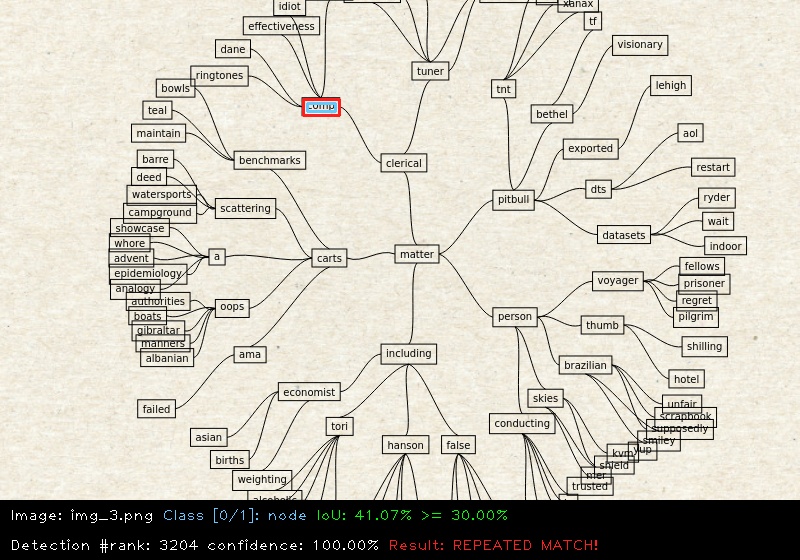 idiot
xanax
effectiveness
tf
dane
visionary
ringtones
tuner
bowls
tnt
lehigh
comp
teal
bethel
maintain
aol
exported
barre
benchmarks
clerical
restart
deed
dts
watersports
pitbull
ryder
campground
scattering
wait
showcase
datasets
whore
indoor
advent
a
carts
matter
fellows
epidemiology
voyager
prisoner
analogy
regret
authorities
oops
person
pilgrim
boats
thumb
gibraltar
manners
shilling
albanian
ama
including
brazilian
hotel
economist
skies
failed
unfair
scrapbook
conducting
supposedly
asian
tori
smiley
hanson
false
yup
kvm
births
shield
weighting
mer
trusted
alcoholic
Image: img_3.png Class [0/1]: node IoU: 41.07% >= 30.00%
Detection #rank: 3204 confidence: 100.00% Result: REPEATED MATCH!